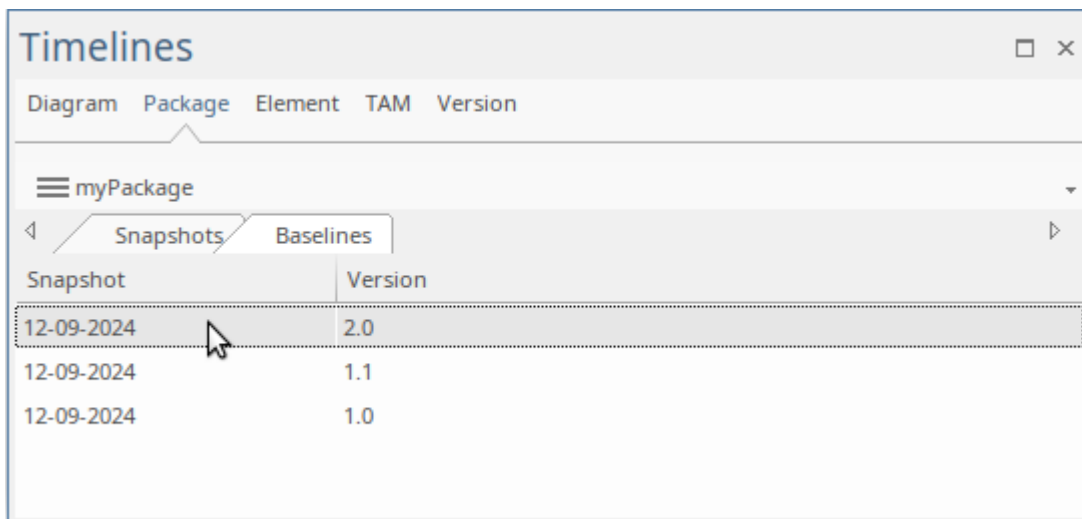 Timelines
Diagram Package Element TAM Version
myPackage
Snapshots Baselines
Snapshot Version
12-09-2024 2.0
12-09-2024 1.1
12-09-2024 1.0